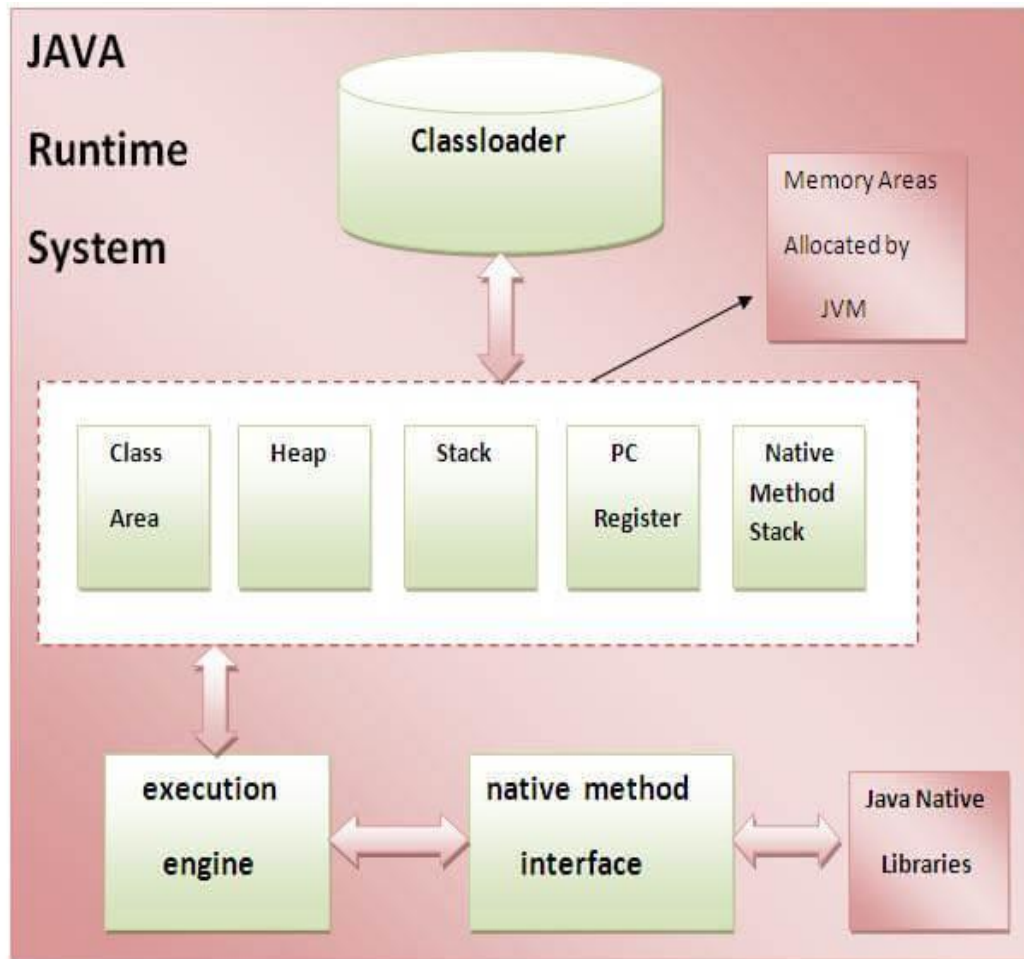 JAVA
Runtime
System
Classloader
Memory Areas
Allocated by
JVM
Class
Area
Heap
Stack
PC
Register
Native
Method
Stack
execution
engine
native method
interface
Java Native
Libraries